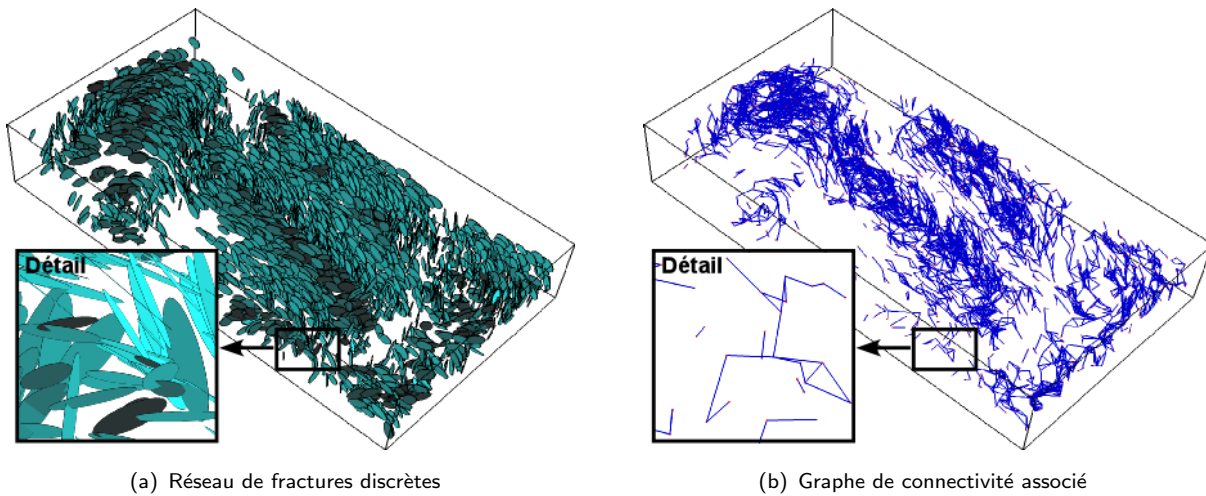 Détail
Détail
(a) Réseau de fractures discrètes
(b) Graphe de connectivité associé